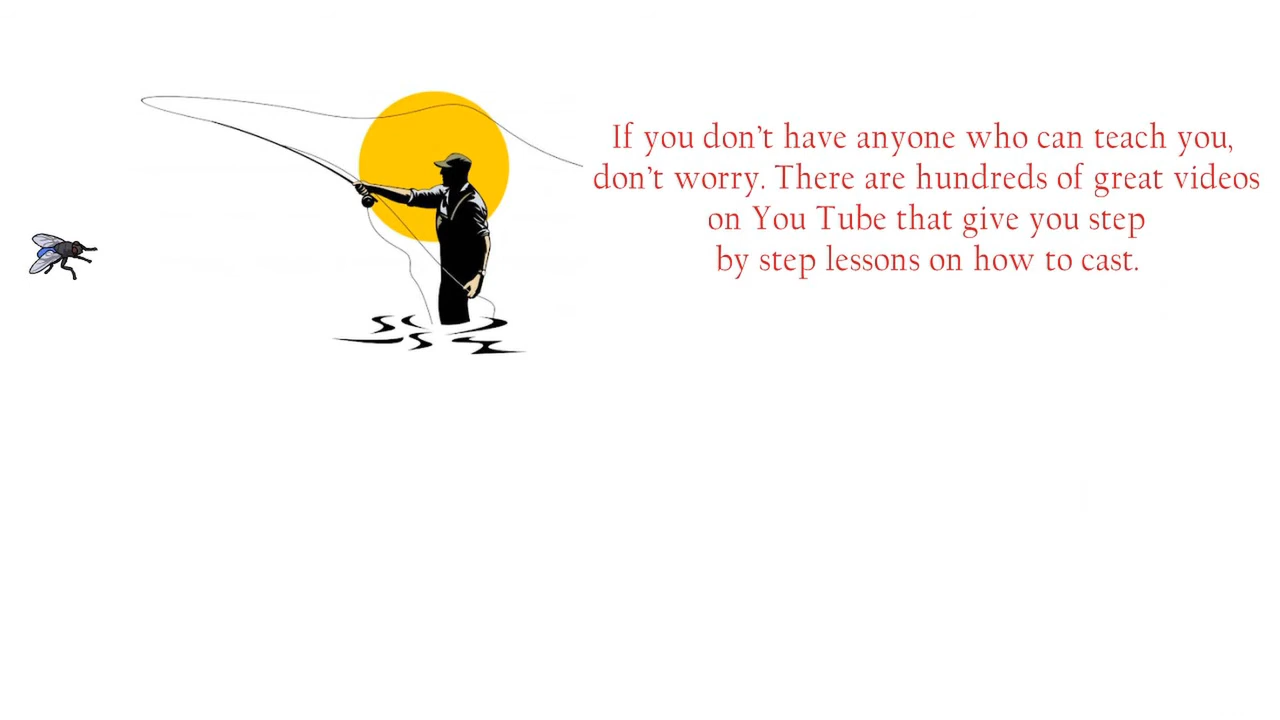 If you don't have anyone who can teach you,
don't worry. There are hundreds of great videos
on You Tube that give you step
by step lessons on how to cast.